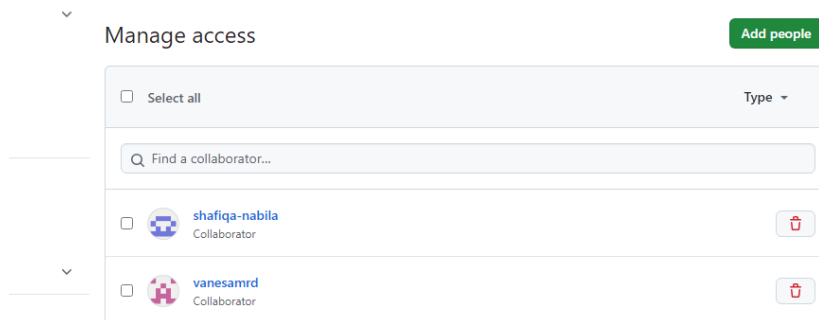 Manage access
Add people
Select all
Type
Find a collaborator...
shafiqa-nabila
Collaborator
vanesamrd
Collaborator